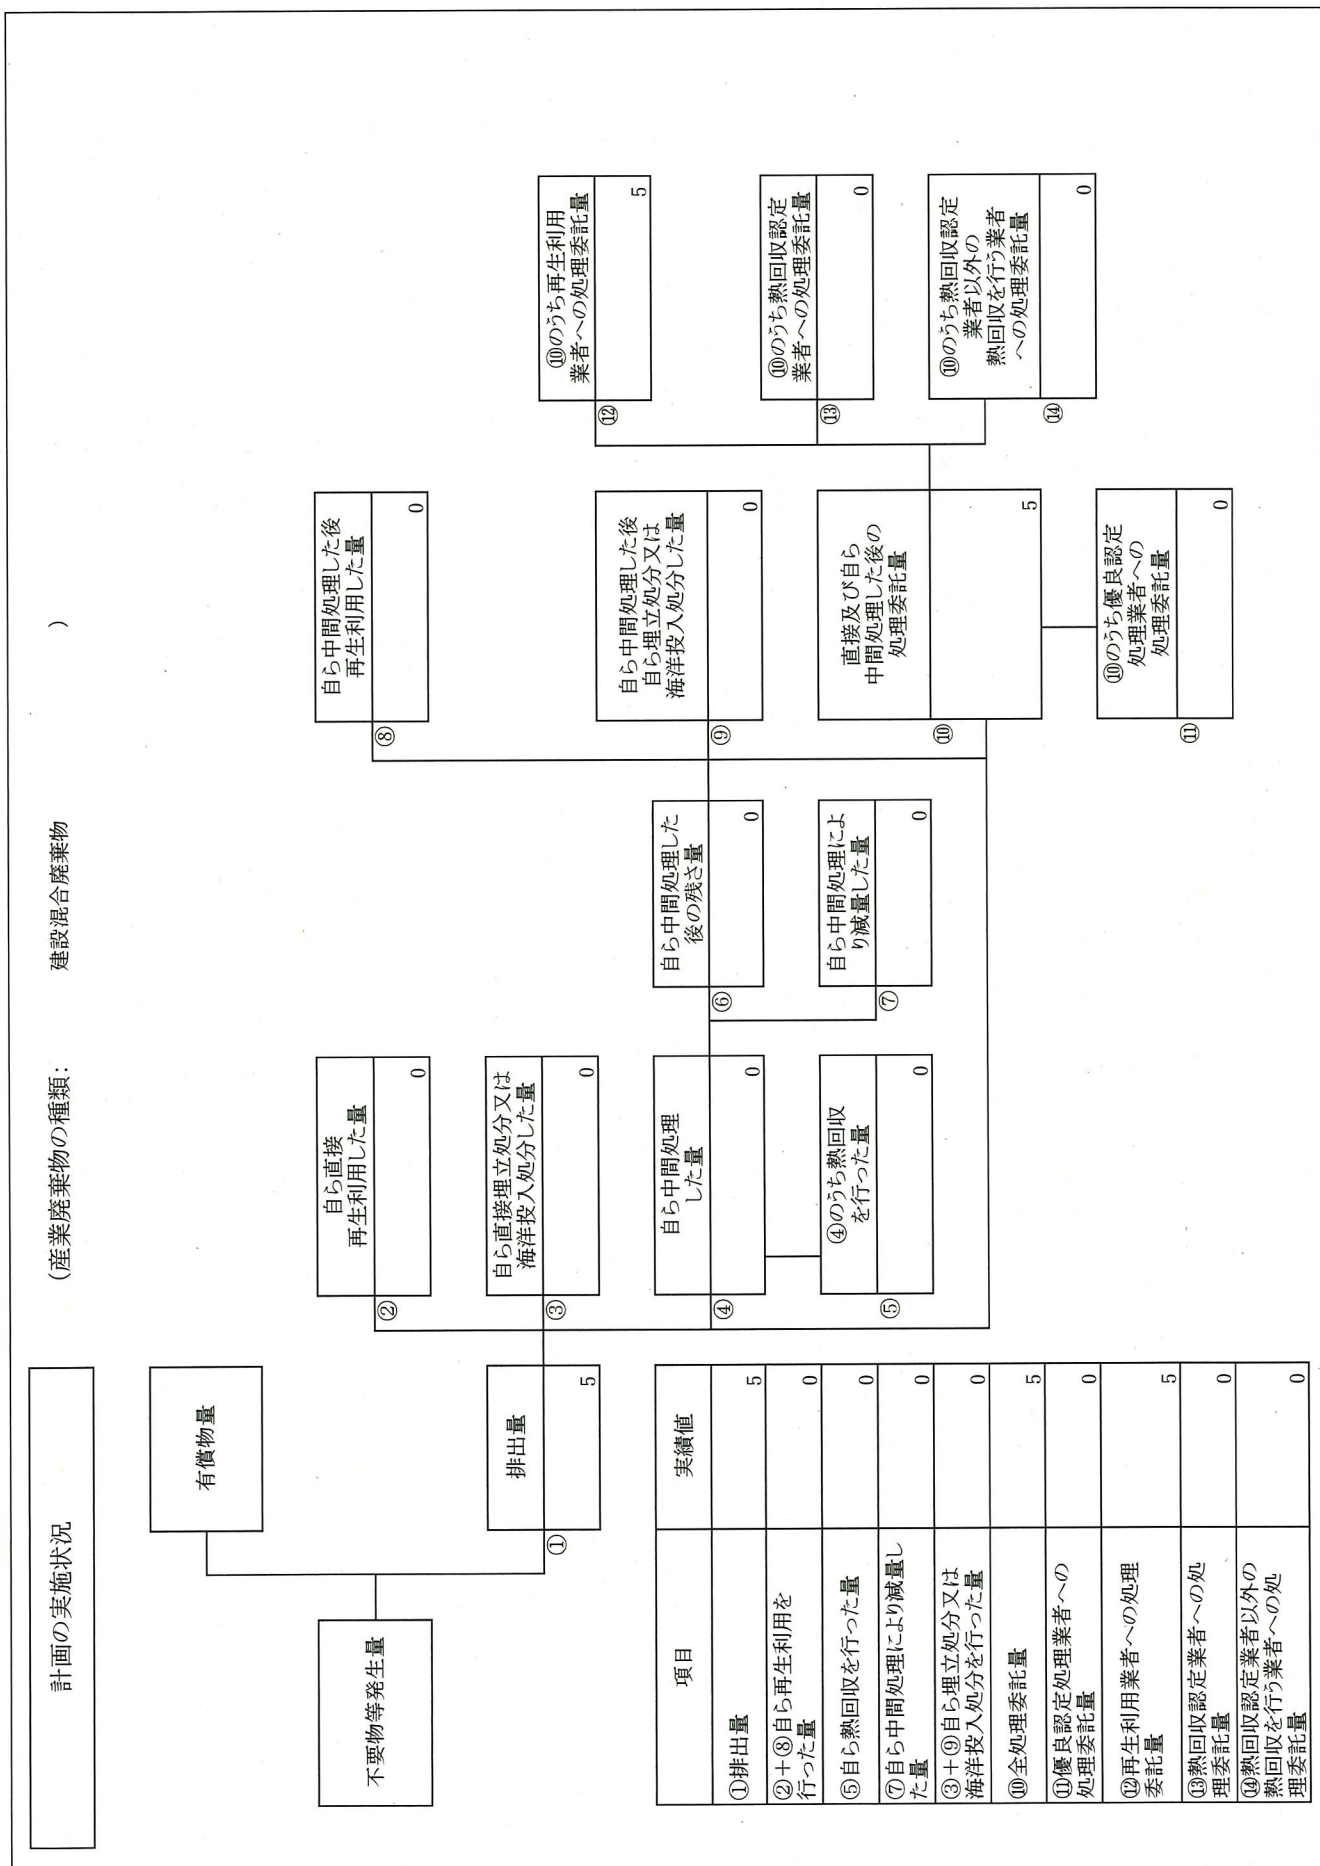 計画の実施状況
(産業廃棄物の種類:
建設混合廃棄物
)
不要物等発生量
有償物量
①
排出量
5
②
自ら直接
再生利用した量
0
③
自ら直接埋立処分又は
海洋投入処分した量
0
④
自ら中間処理
した量
0
⑤
④のうち熱回収
を行った量
0
⑥
自ら中間処理した
後の残さ量
0
⑦
自ら中間処理によ
り減量した量
0
⑧
自ら中間処理した後
再生利用した量
0
⑨
自ら中間処理した後
自ら埋立処分又は
海洋投入処分した量
0
⑩
直接及び自ら
中間処理した後の
処理委託量
5
⑪
⑩のうち優良認定
処理業者への
処理委託量
0
⑫
⑩のうち再生利用
業者への処理委託量
5
⑬
⑩のうち熱回収認定
業者への処理委託量
0
⑭
⑩のうち熱回収認定
業者以外の
熱回収を行う業者
への処理委託量
0
項目
実績値
①排出量
5
②+⑧自ら再生利用を
行った量
0
⑤自ら熱回収を行った量
0
⑦自ら中間処理により減量し
た量
0
③+⑨自ら埋立処分又は
海洋投入処分を行った量
0
⑩全処理委託量
5
⑪優良認定処理業者への
処理委託量
0
⑫再生利用業者への処理
委託量
5
⑬熱回収認定業者への処
理委託量
0
⑭熱回収認定業者以外の
熱回収を行う業者への処
理委託量
0